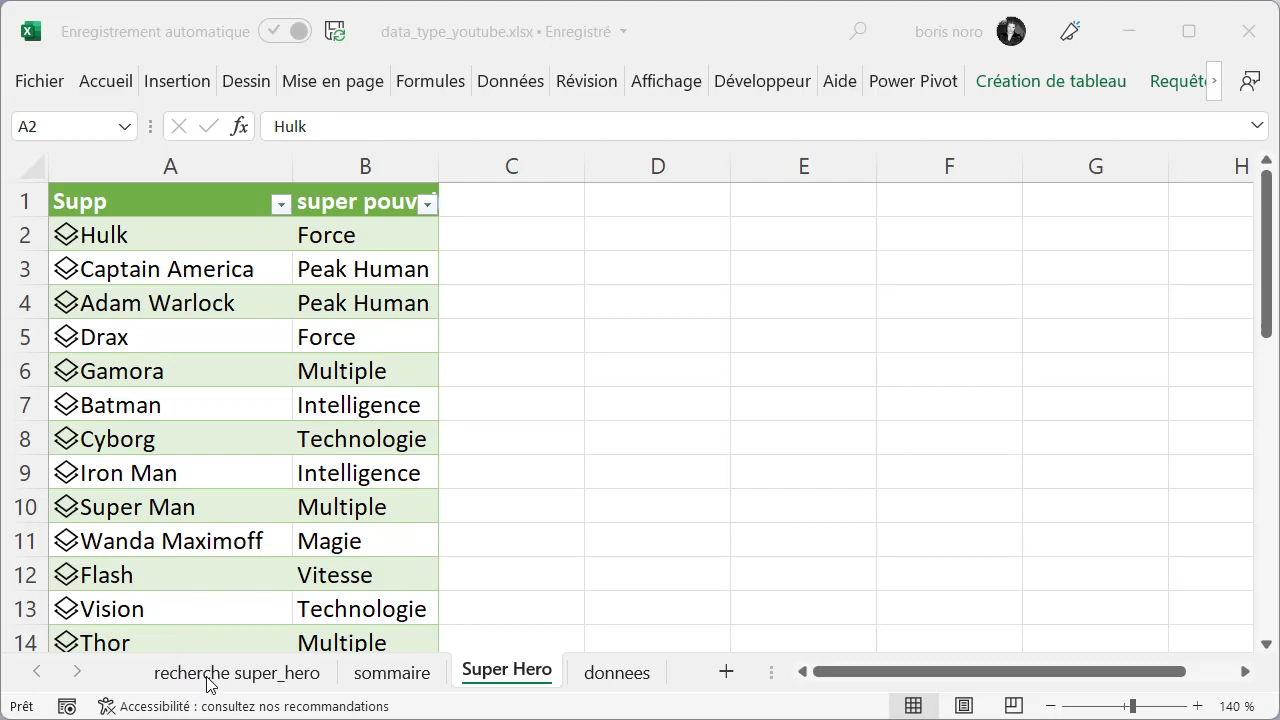 Enregistrement automatique data_type_youtube.xlsx • Enregistré boris noro
Fichier Accueil Insertion Dessin Mise en page Formules Données Révision Affichage Développeur Aide Power Pivot Création de tableau Requêt
A2 fx Hulk
A B C D E F G H
1 Supp super pouv
2 Hulk Force
3 Captain America Peak Human
4 Adam Warlock Peak Human
5 Drax Force
6 Gamora Multiple
7 Batman Intelligence
8 Cyborg Technologie
9 Iron Man Intelligence
10 Super Man Multiple
11 Wanda Maximoff Magie
12 Flash Vitesse
13 Vision Technologie
14 Thor Multiple
recherche super_hero sommaire Super Hero donnees
Prêt Accessibilité : consultez nos recommandations 140 %